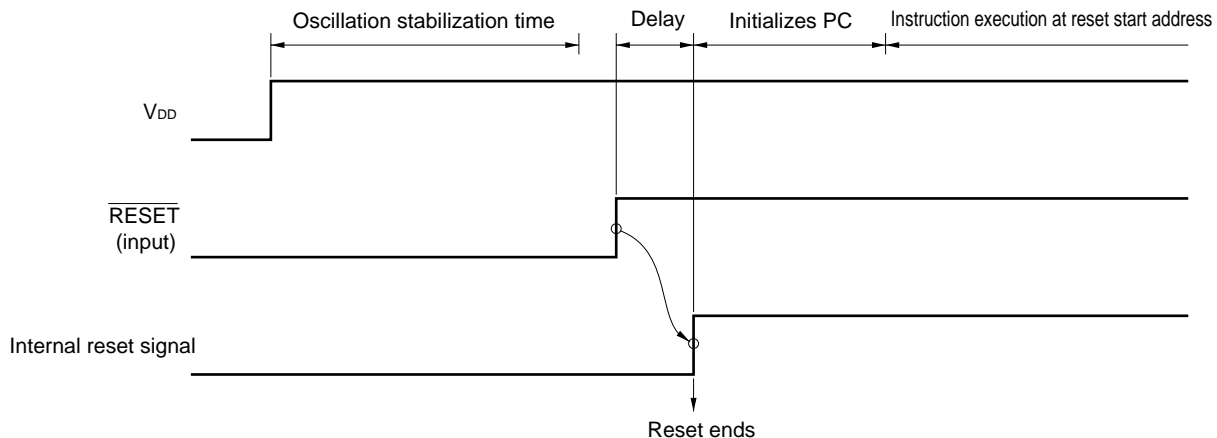 Oscillation stabilization time
Delay
Initializes PC
Instruction execution at reset start address
VDD
RESET
(input)
Internal reset signal
Reset ends